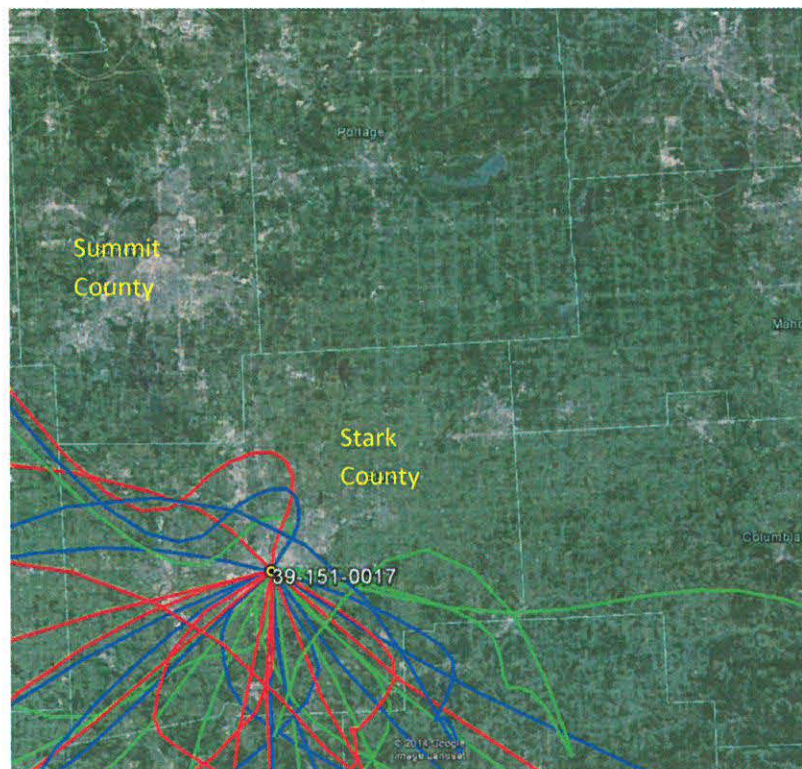 Portage
Summit
County
Stark
County
39-151-0017
Columbia
© 2014 Google
Image Landsat